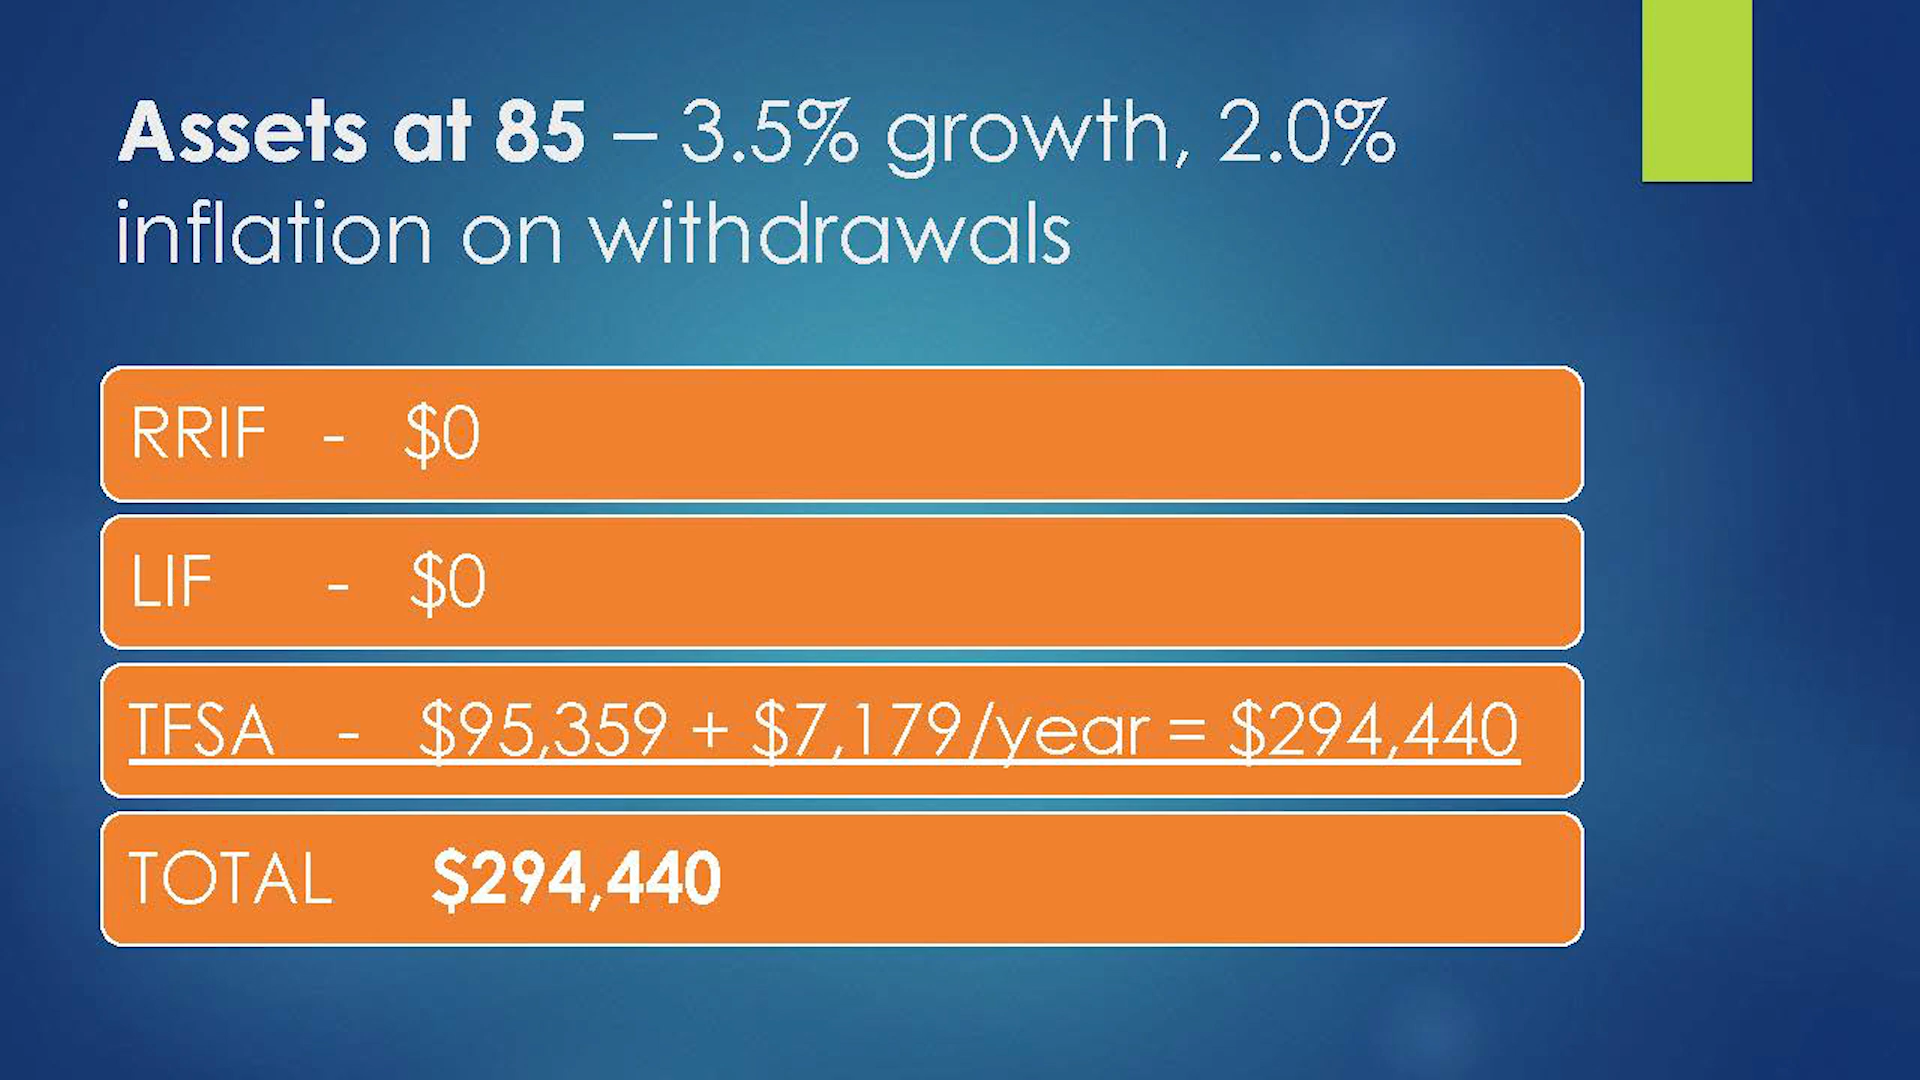 Assets at 85 – 3.5% growth, 2.0%
inflation on withdrawals
RRIF - $0
LIF - $0
TFSA - $95,359 + $7,179/year = $294,440
TOTAL $294,440